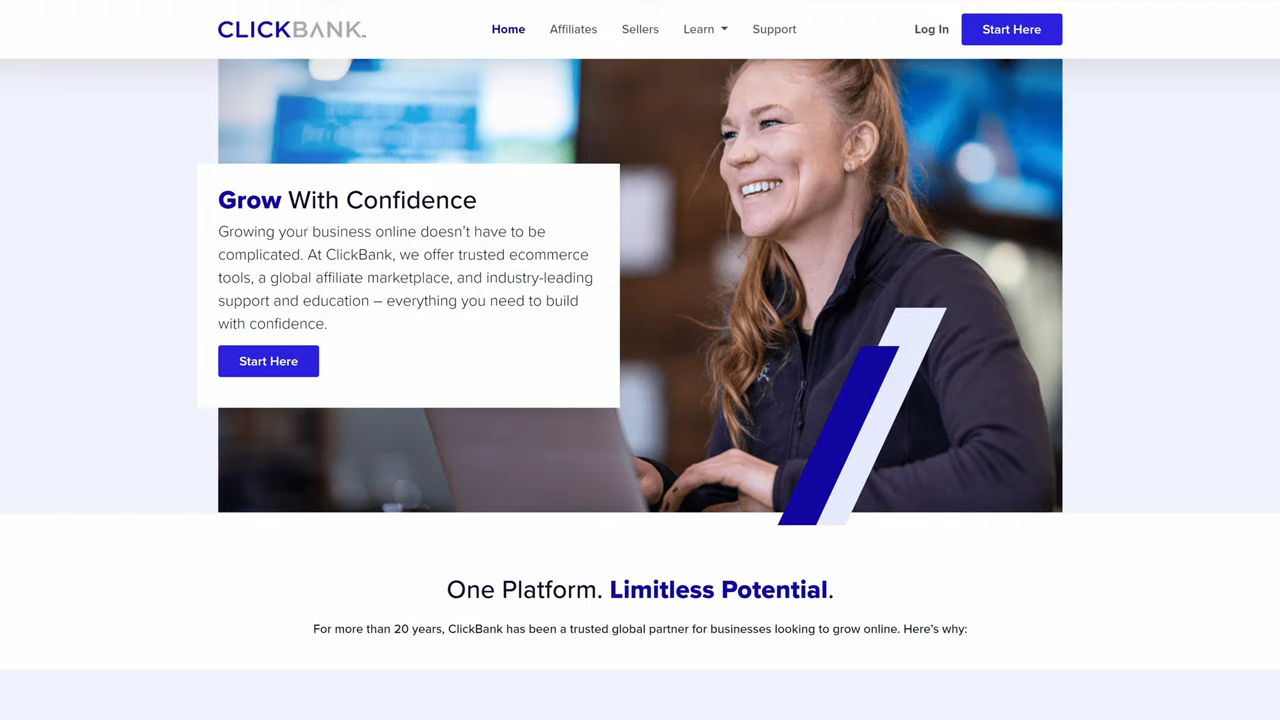 CLICKBANK
Home
Affiliates
Sellers
Learn
Support
Log In
Start Here
Grow With Confidence
Growing your business online doesn't have to be
complicated. At ClickBank, we offer trusted ecommerce
tools, a global affiliate marketplace, and industry-leading
support and education – everything you need to build
with confidence.
Start Here
One Platform. Limitless Potential.
For more than 20 years, ClickBank has been a trusted global partner for businesses looking to grow online. Here's why: